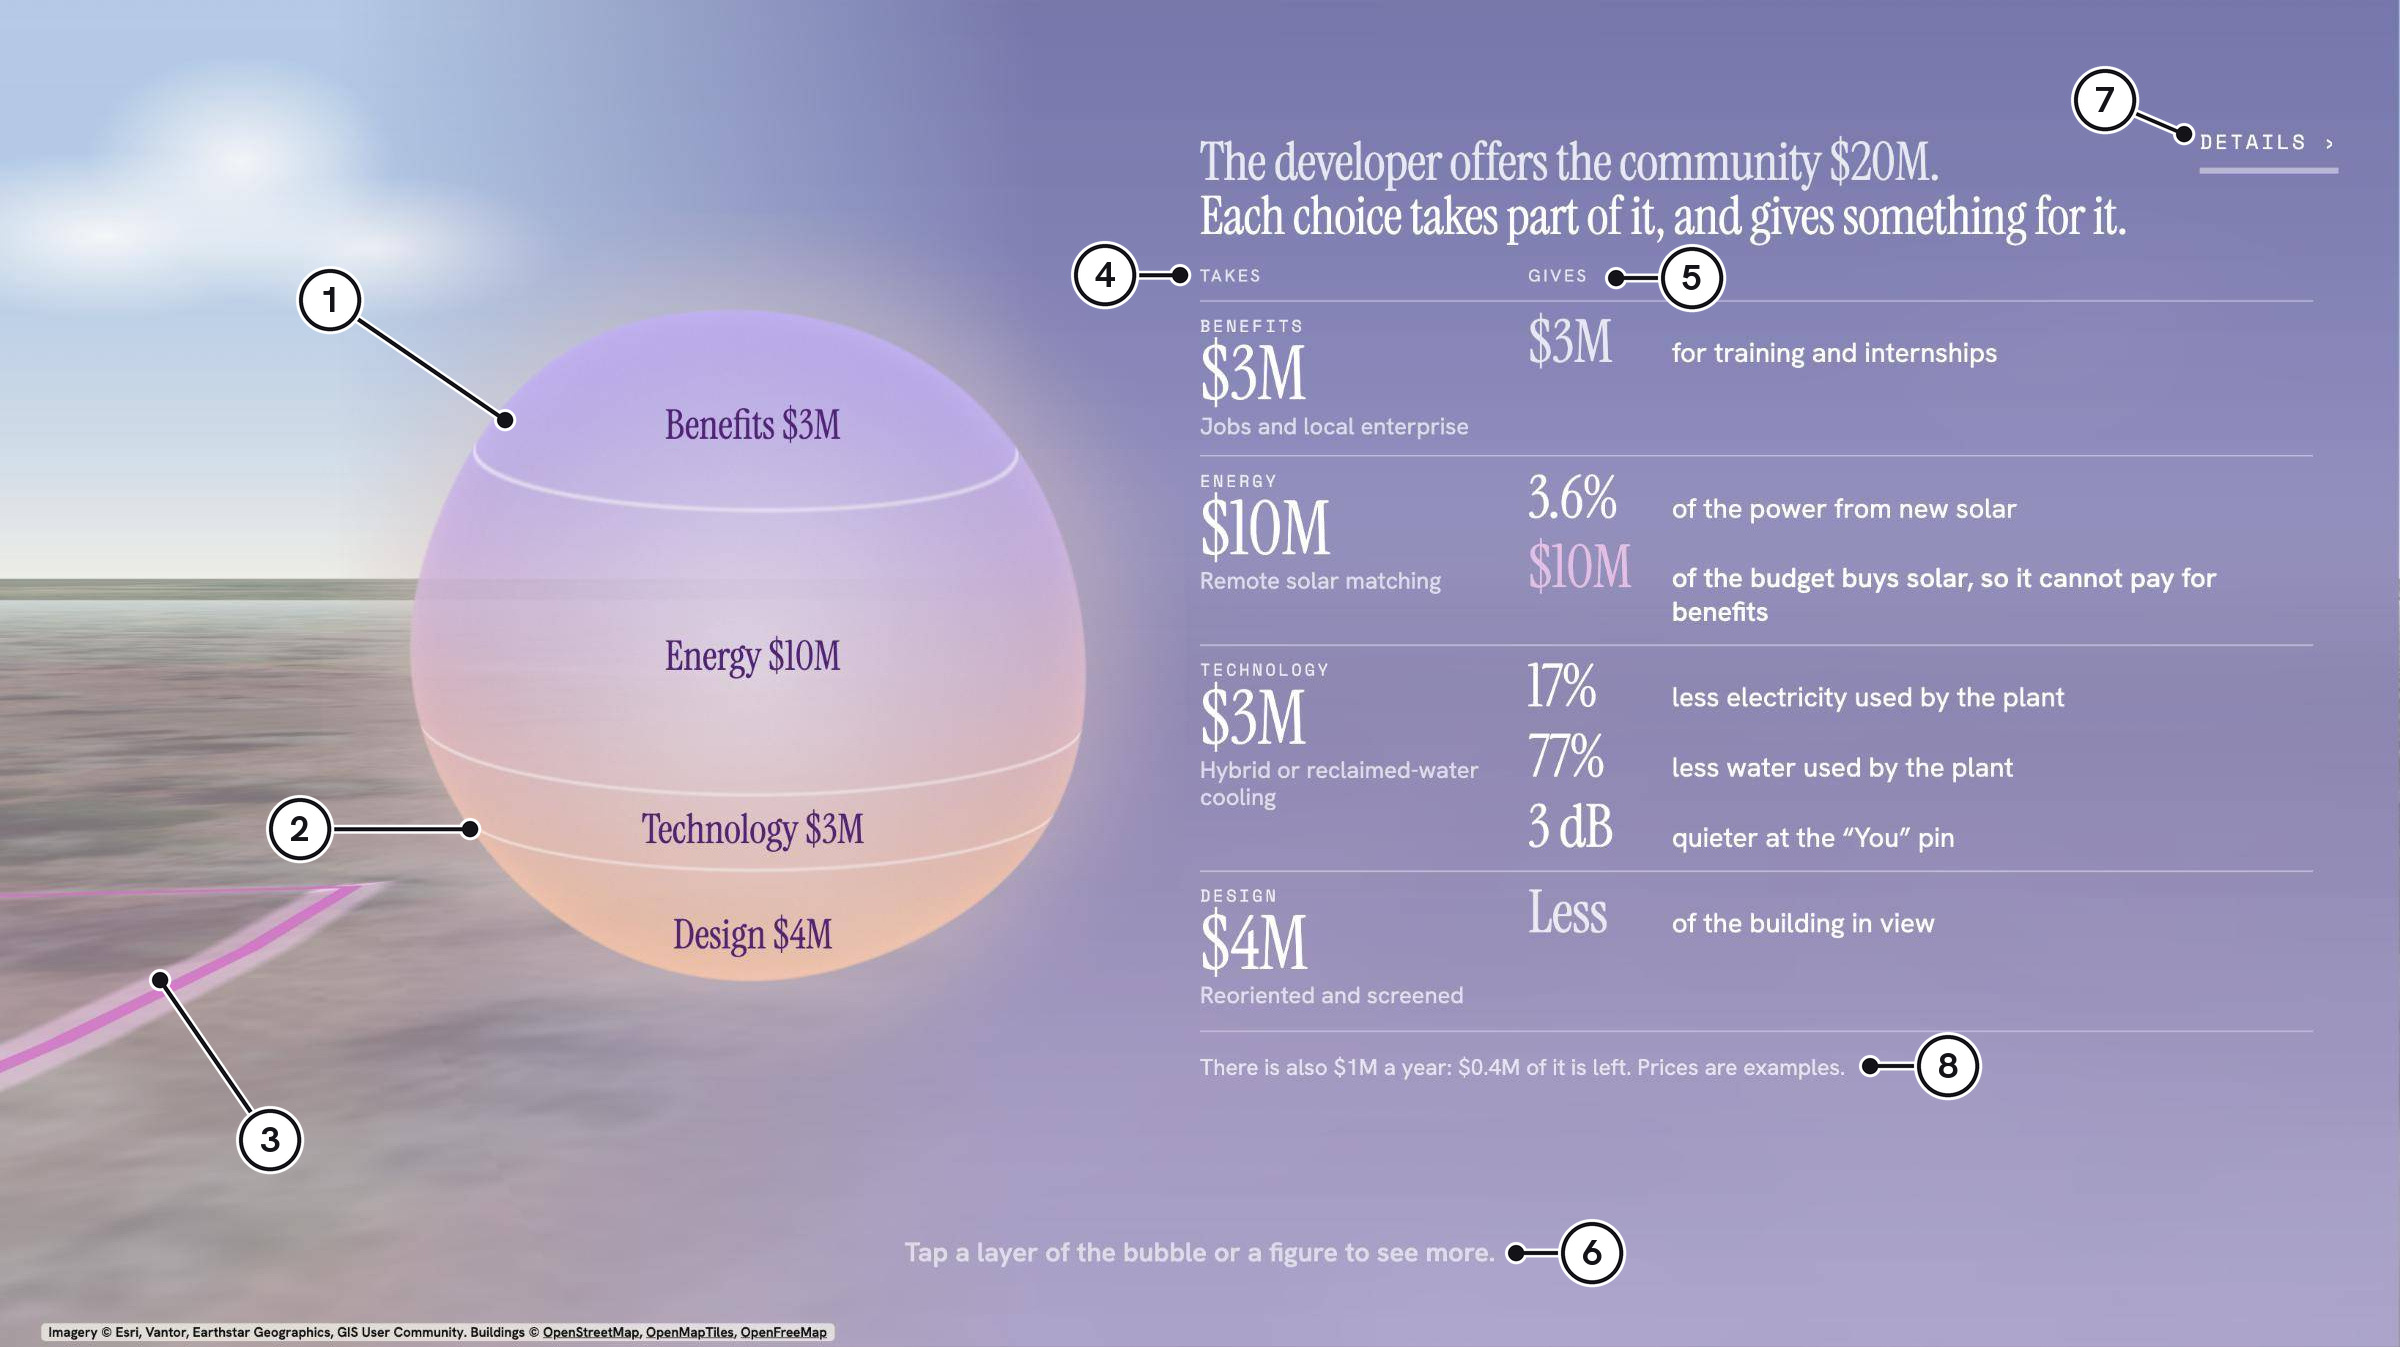 7
DETAILS ›
The developer offers the community $20M.
Each choice takes part of it, and gives something for it.
4
TAKES
GIVES
5
1
Benefits $3M
Energy $10M
2
Technology $3M
Design $4M
3
BENEFITS
$3M
Jobs and local enterprise
$3M
for training and internships
ENERGY
$10M
Remote solar matching
3.6%
of the power from new solar
$10M
of the budget buys solar, so it cannot pay for
benefits
TECHNOLOGY
$3M
Hybrid or reclaimed-water
cooling
17%
less electricity used by the plant
77%
less water used by the plant
3 dB
quieter at the “You” pin
DESIGN
$4M
Reoriented and screened
Less
of the building in view
There is also $1M a year: $0.4M of it is left. Prices are examples.
8
Tap a layer of the bubble or a figure to see more.
6
Imagery © Esri, Vantor, Earthstar Geographics, GIS User Community. Buildings © OpenStreetMap, OpenMapTiles, OpenFreeMap